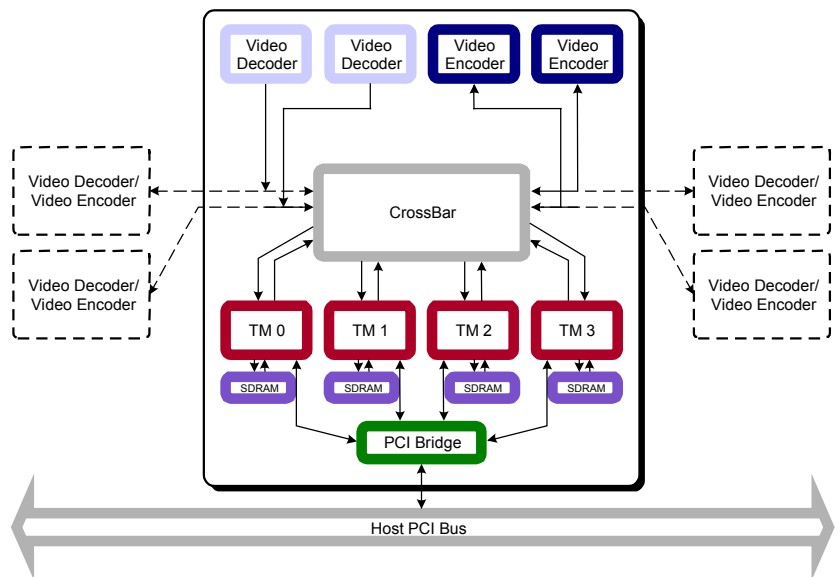 Video
Decoder
Video
Decoder
Video
Encoder
Video
Encoder
Video Decoder/
Video Encoder
Video Decoder/
Video Encoder
CrossBar
Video Decoder/
Video Encoder
Video Decoder/
Video Encoder
TM 0
TM 1
TM 2
TM 3
SDRAM
SDRAM
SDRAM
SDRAM
PCI Bridge
Host PCI Bus